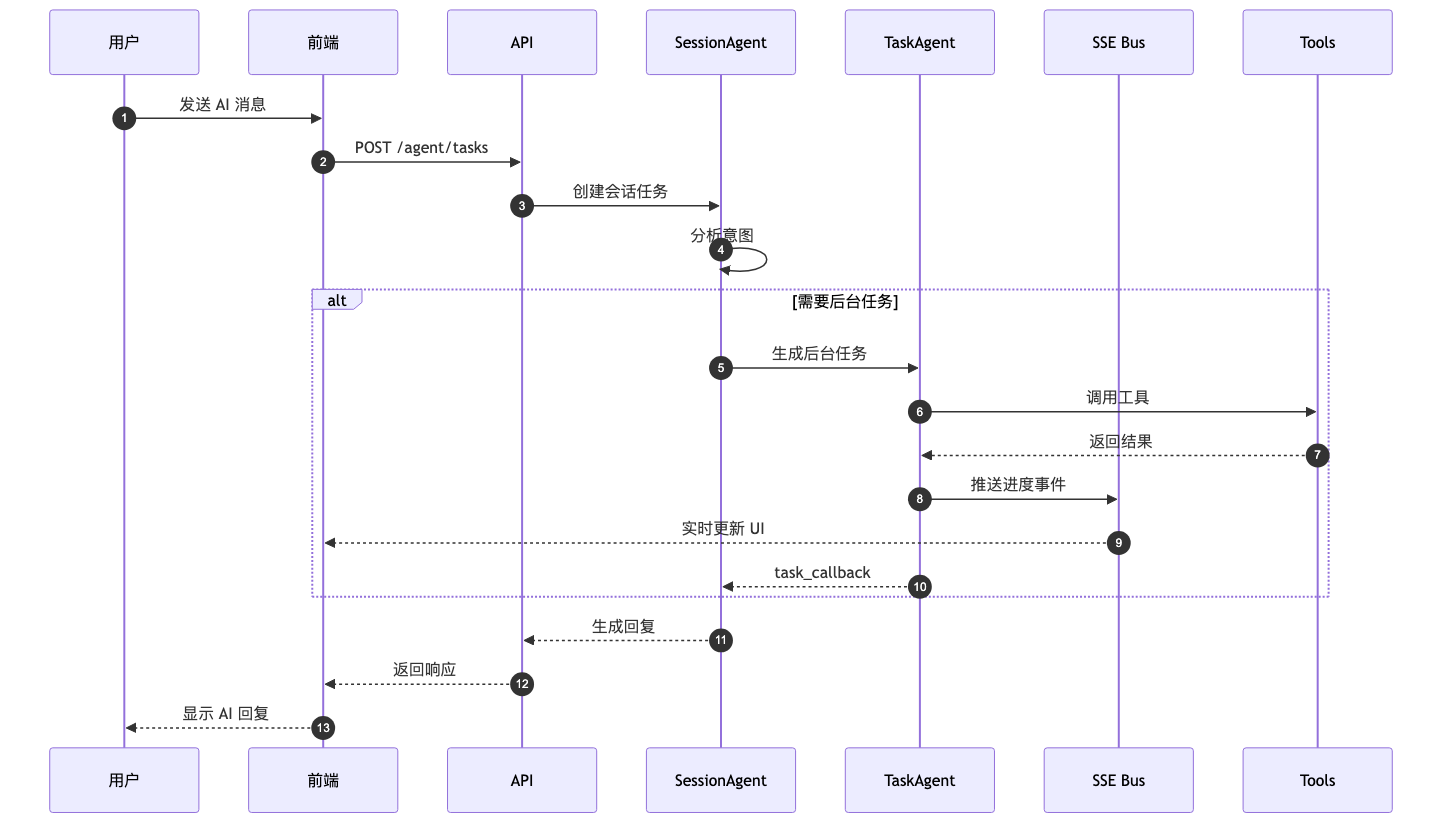 用户 前端 API SessionAgent TaskAgent SSE Bus Tools
发送 AI 消息
1
POST /agent/tasks
2
创建会话任务
3
分析意图
4
alt [需要后台任务]
生成后台任务
5
调用工具
6
返回结果
7
推送进度事件
8
实时更新 UI
9
task_callback
10
生成回复
11
返回响应
12
显示 AI 回复
13
用户 前端 API SessionAgent TaskAgent SSE Bus Tools